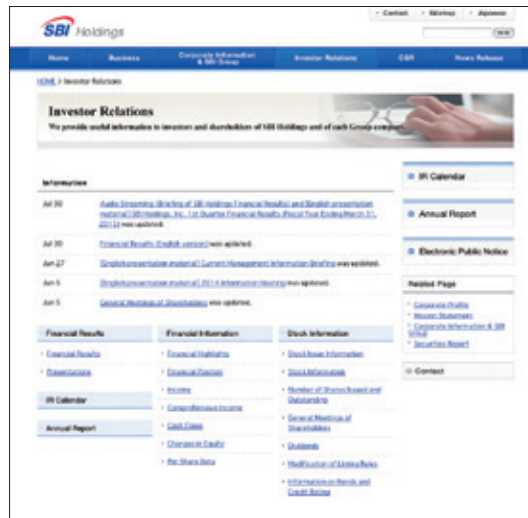 Contact Sitemap Japanese
SBI Holdings
Home Business Corporate Information & SBI Group Investor Relations CSR News Release
HOME > Investor Relations
Investor Relations
We provide useful information to investors and shareholders of SBI Holdings and of each Group company.
Information
Jul 30 Audio Streaming (Briefing of SBI Holdings Financial Results) and [English presentation
material] SBI Holdings, Inc. 1st Quarter Financial Results (Fiscal Year Ending March 31,
2015) was updated.
Jul 30 Financial Results (English version) was updated.
Jun 27 [English presentation material] Current Management Information Briefing was updated.
Jun 5 [English presentation material] 2014 Information Meeting was updated.
Jun 5 General Meetings of Shareholders was updated.
IR Calendar
Annual Report
Electronic Public Notice
Related Page
Corporate Profile
Mission Statement
Corporate Information & SBI
Group
Securities Report
Contact
Financial Results
Financial Results
Presentations
IR Calendar
Annual Report
Financial Information
Financial Highlights
Financial Position
Income
Comprehensive Income
Cash Flows
Changes in Equity
Per Share Data
Stock Information
Stock Issue Information
Stock Information
Number of Shares Issued and
Outstanding
General Meetings of
Shareholders
Dividends
Modification of Listing Rules
Information on Bonds and
Credit Rating